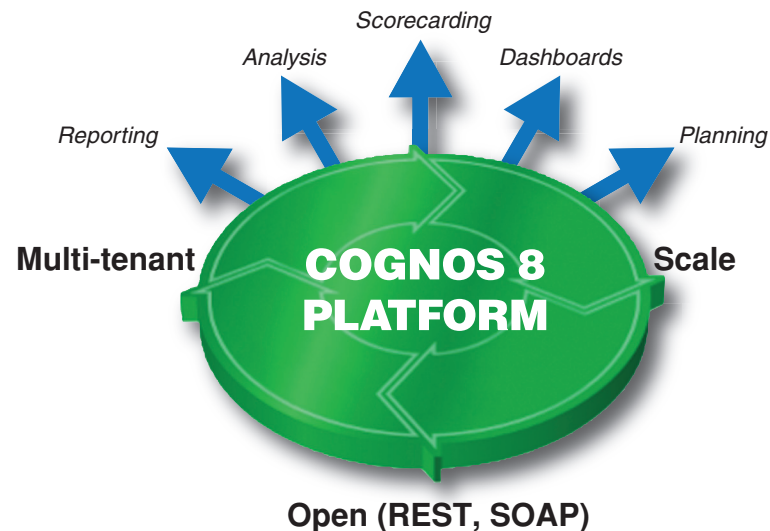 Scorecarding
Analysis
Dashboards
Reporting
Planning
Multi-tenant
COGNOS 8
PLATFORM
Scale
Open (REST, SOAP)